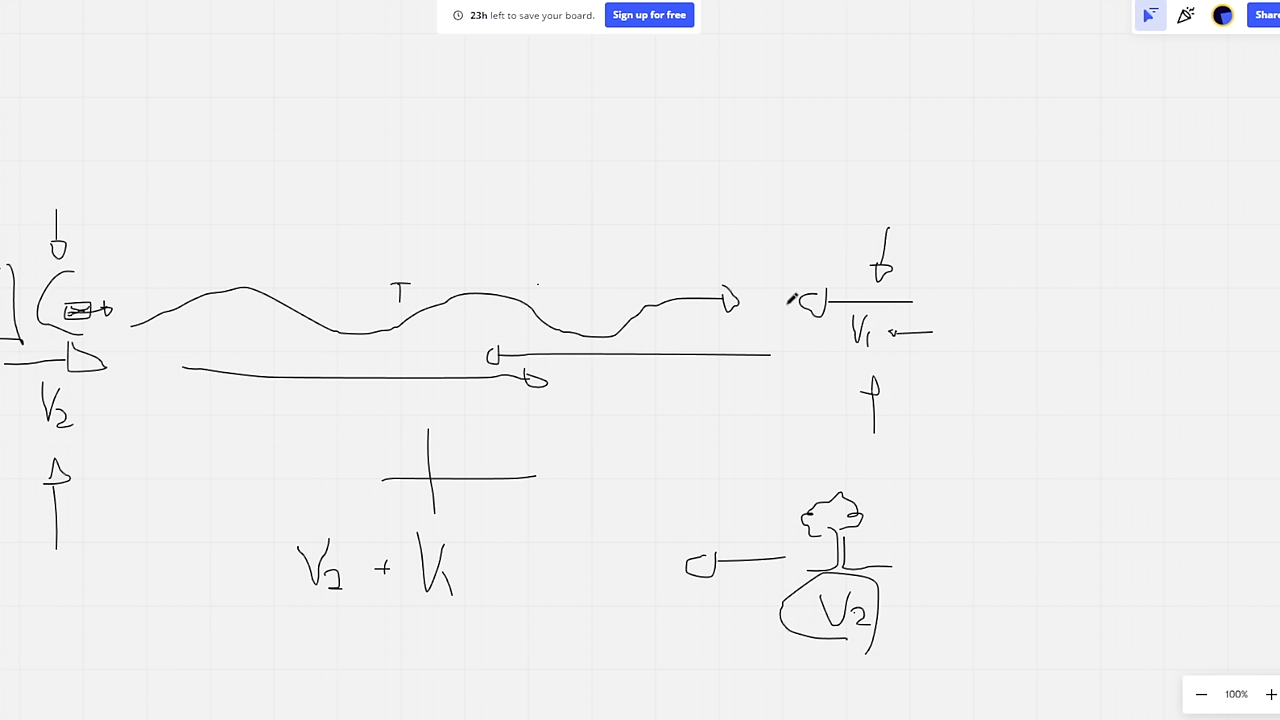 23h left to save your board.
Sign up for free
Share
T
V₁
V₂
V₂ + V₁
V₂
100%